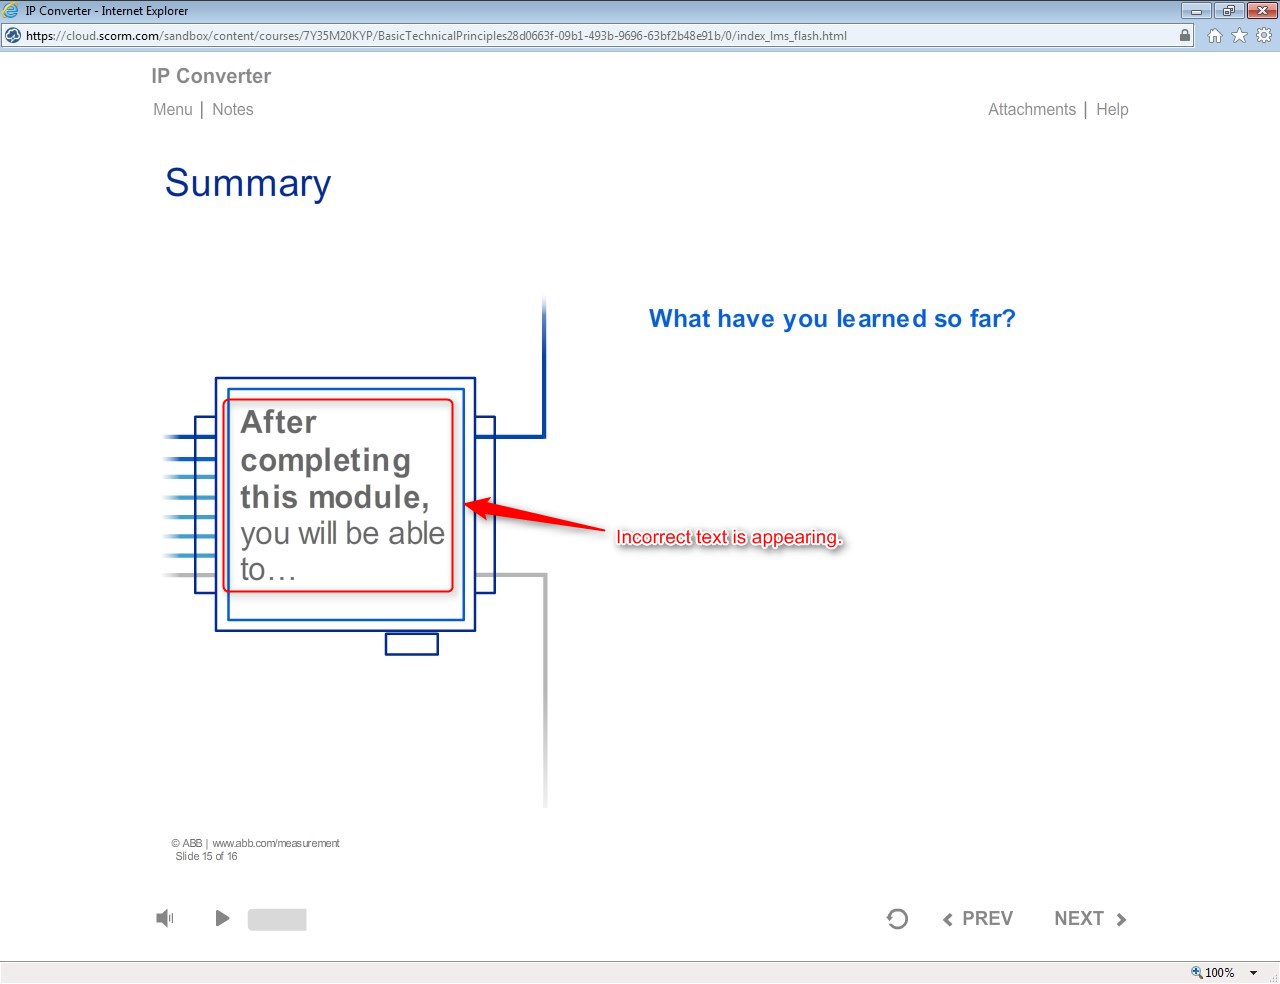 IP Converter - Internet Explorer
https://cloud.scorm.com/sandbox/content/courses/7Y35M20KYP/BasicTechnicalPrinciples28d0663f-09b1-493b-9696-63bf2b48e91b/0/index_lms_flash.html
IP Converter
Menu | Notes
Attachments | Help
Summary
What have you learned so far?
After
completing
this module,
you will be able
to…
Incorrect text is appearing.
© ABB | www.abb.com/measurement
Slide 15 of 16
PREV
NEXT
100%